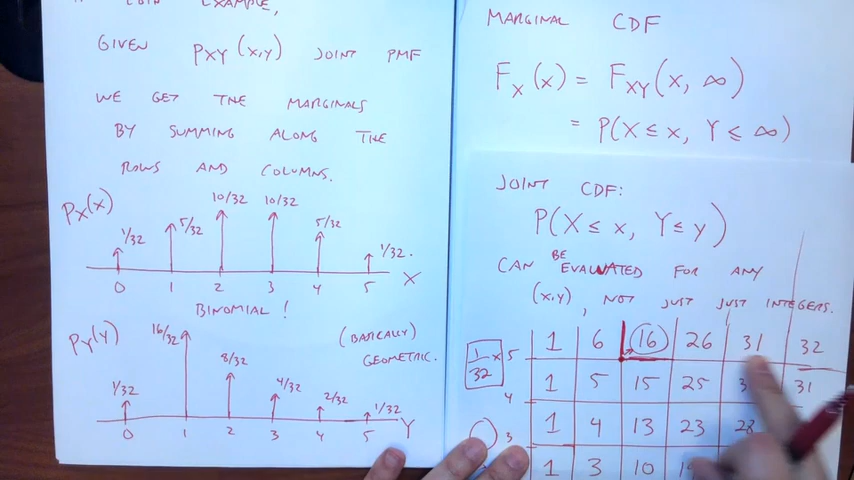 COIN EXAMPLE,
GIVEN PXY(x,y) JOINT PMF
WE GET THE MARGINALS
BY SUMMING ALONG THE
ROWS AND COLUMNS.
PX(x)
1/32 5/32 10/32 10/32 5/32 1/32.
0 1 2 3 4 5 X
BINOMIAL!
PY(y)
(BASICALLY)
GEOMETRIC.
1/32 16/32 8/32 4/32 2/32 1/32
0 1 2 3 4 5 Y
MARGINAL CDF
FX(x) = FXY(x, ∞)
= P(X ≤ x, Y ≤ ∞)
JOINT CDF:
P(X ≤ x, Y ≤ y)
CAN BE EVALUATED FOR ANY
(x,y), NOT JUST JUST INTEGERS.
1/32 × 5 1 6 16 26 31 32
4 1 5 15 25 31
3 1 4 13 23 28
1 3 10